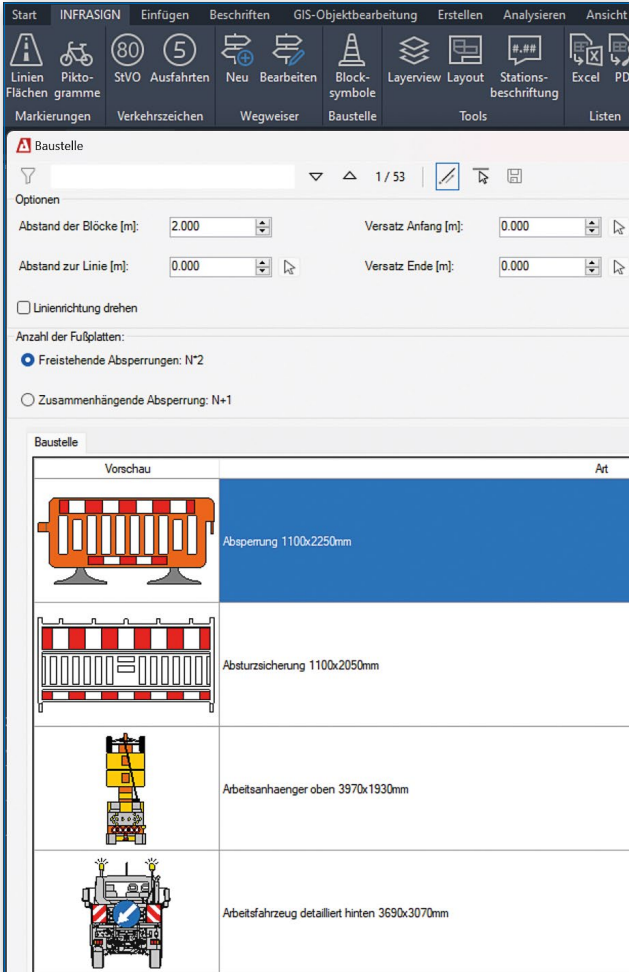 Start INFRASIGN Einfügen Beschriften GIS-Objektbearbeitung Erstellen Analysieren Ansicht
80 5 #.##
Linien Pikto- StVO Ausfahrten Neu Bearbeiten Block- Layerview Layout Stations- Excel PD
Flächen gramme symbole beschriftung
Markierungen Verkehrszeichen Wegweiser Baustelle Tools Listen
Baustelle
1 / 53
Optionen
Abstand der Blöcke [m]: 2.000 Versatz Anfang [m]: 0.000
Abstand zur Linie [m]: 0.000 Versatz Ende [m]: 0.000
Linienrichtung drehen
Anzahl der Fußplatten:
Freistehende Absperrungen: N*2
Zusammenhängende Absperrung: N+1
Baustelle
Vorschau Art
Absperrung 1100x2250mm
Absturzsicherung 1100x2050mm
Arbeitsanhaenger oben 3970x1930mm
Arbeitsfahrzeug detailliert hinten 3690x3070mm